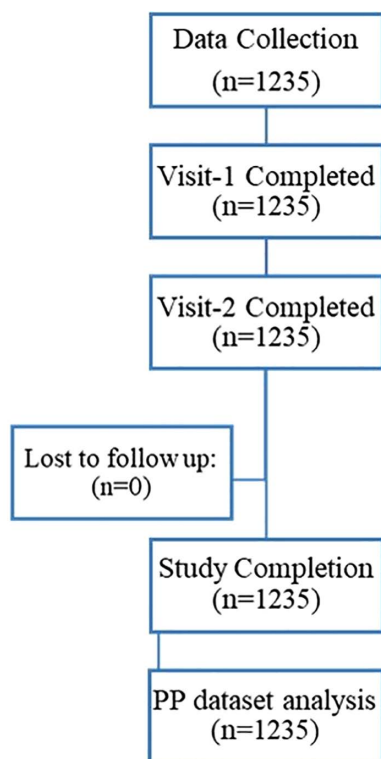 Data Collection
(n=1235)
Visit-1 Completed
(n=1235)
Visit-2 Completed
(n=1235)
Lost to follow up:
(n=0)
Study Completion
(n=1235)
PP dataset analysis
(n=1235)